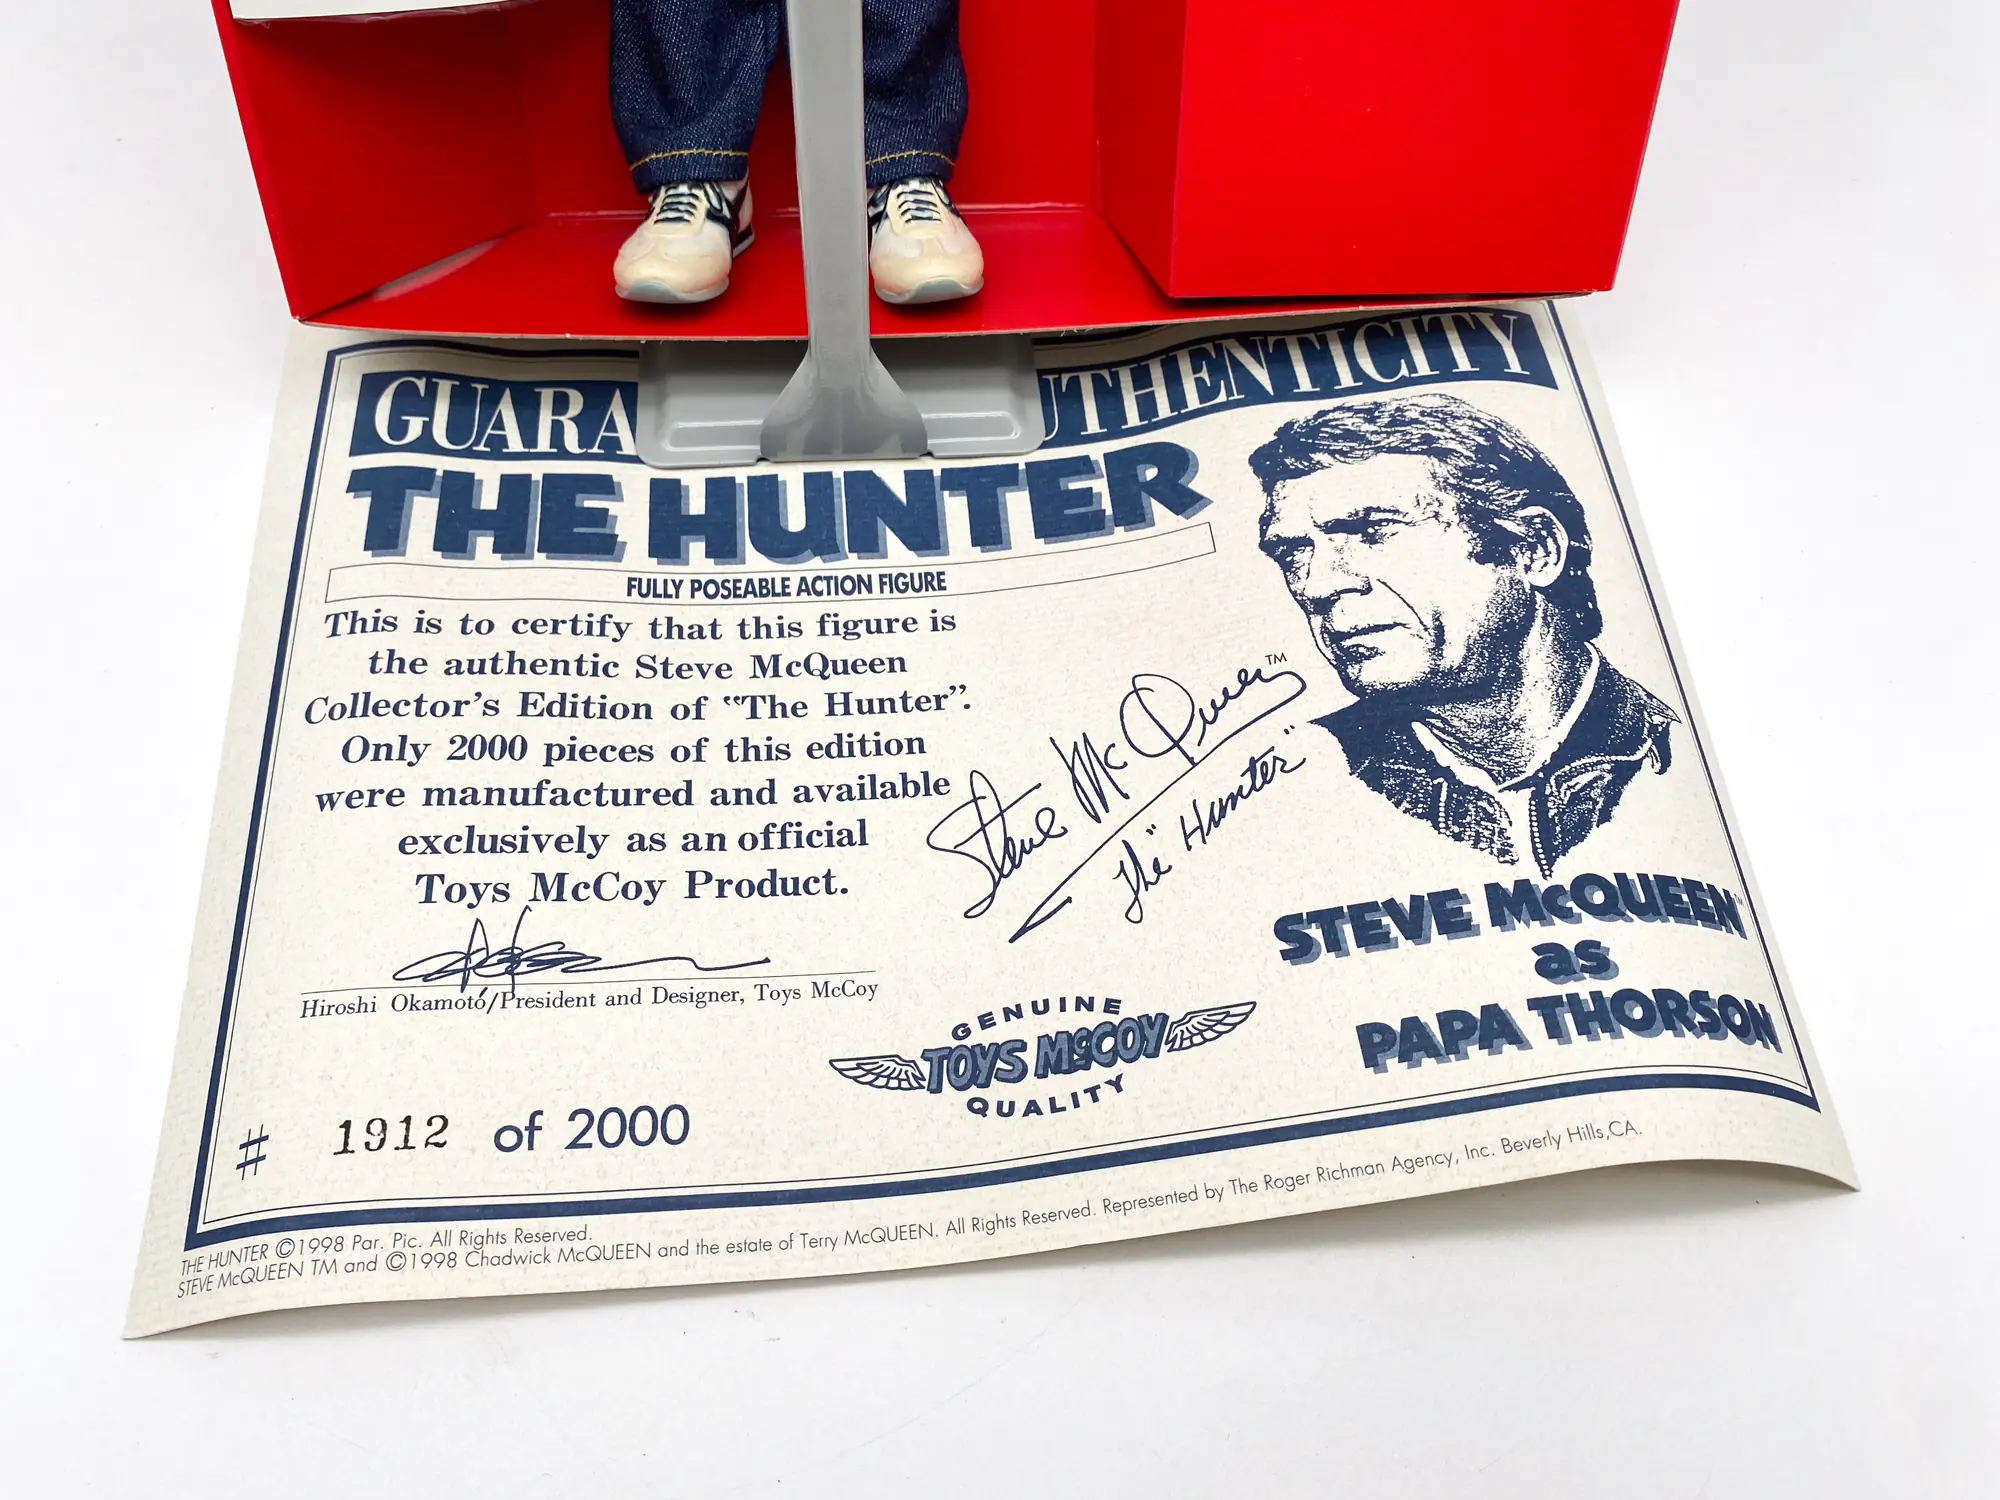 GUARA UTHENTICITY
THE HUNTER
FULLY POSEABLE ACTION FIGURE
This is to certify that this figure is
the authentic Steve McQueen
Collector's Edition of "The Hunter".
Only 2000 pieces of this edition
were manufactured and available
exclusively as an official
Toys McCoy Product.
Hiroshi Okamoto/President and Designer, Toys McCoy
# 1912 of 2000
Steve McQueen™
The "Hunter"
GENUINE
TOYS McCOY
QUALITY
STEVE McQUEEN™
as
PAPA THORSON
THE HUNTER ©1998 Par. Pic. All Rights Reserved.
STEVE McQUEEN TM and ©1998 Chadwick McQUEEN and the estate of Terry McQUEEN. All Rights Reserved. Represented by The Roger Richman Agency, Inc. Beverly Hills,CA.